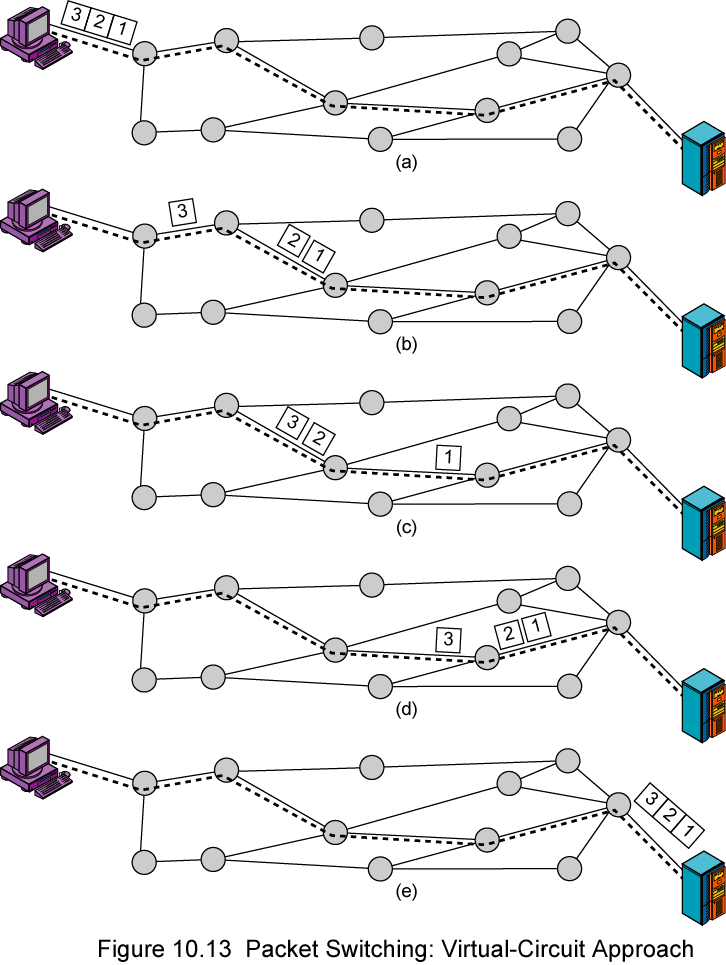 3 2 1
(a)
3
2 1
(b)
3 2
1
(c)
3
2 1
(d)
3 2 1
(e)
Figure 10.13 Packet Switching: Virtual-Circuit Approach